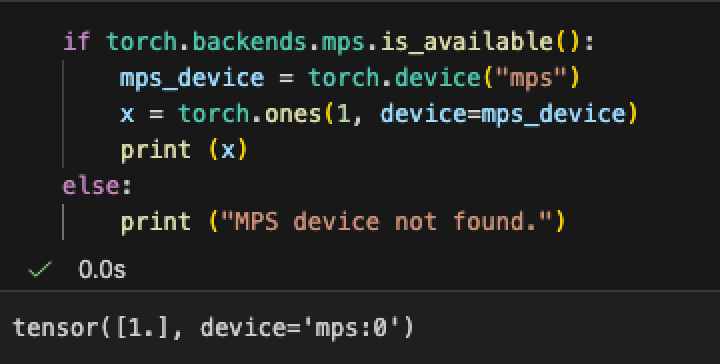 if torch.backends.mps.is_available():
    mps_device = torch.device("mps")
    x = torch.ones(1, device=mps_device)
    print (x)
else:
    print ("MPS device not found.")
0.0s
tensor([1.], device='mps:0')